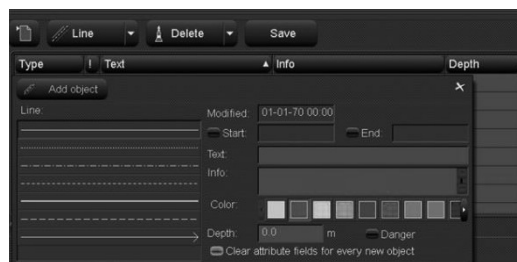 Line Delete Save
Type ! Text Info Depth
Add object
Line: Modified: 01-01-70 00:00
Start: End:
Text:
Info:
Color:
Depth: 0.0 m Danger
Clear attribute fields for every new object